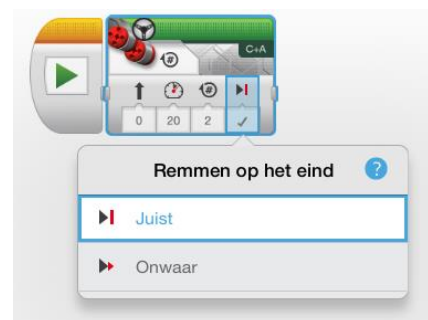 #
C+A
#
0 20 2 ✓
Remmen op het eind ?
Juist
Onwaar